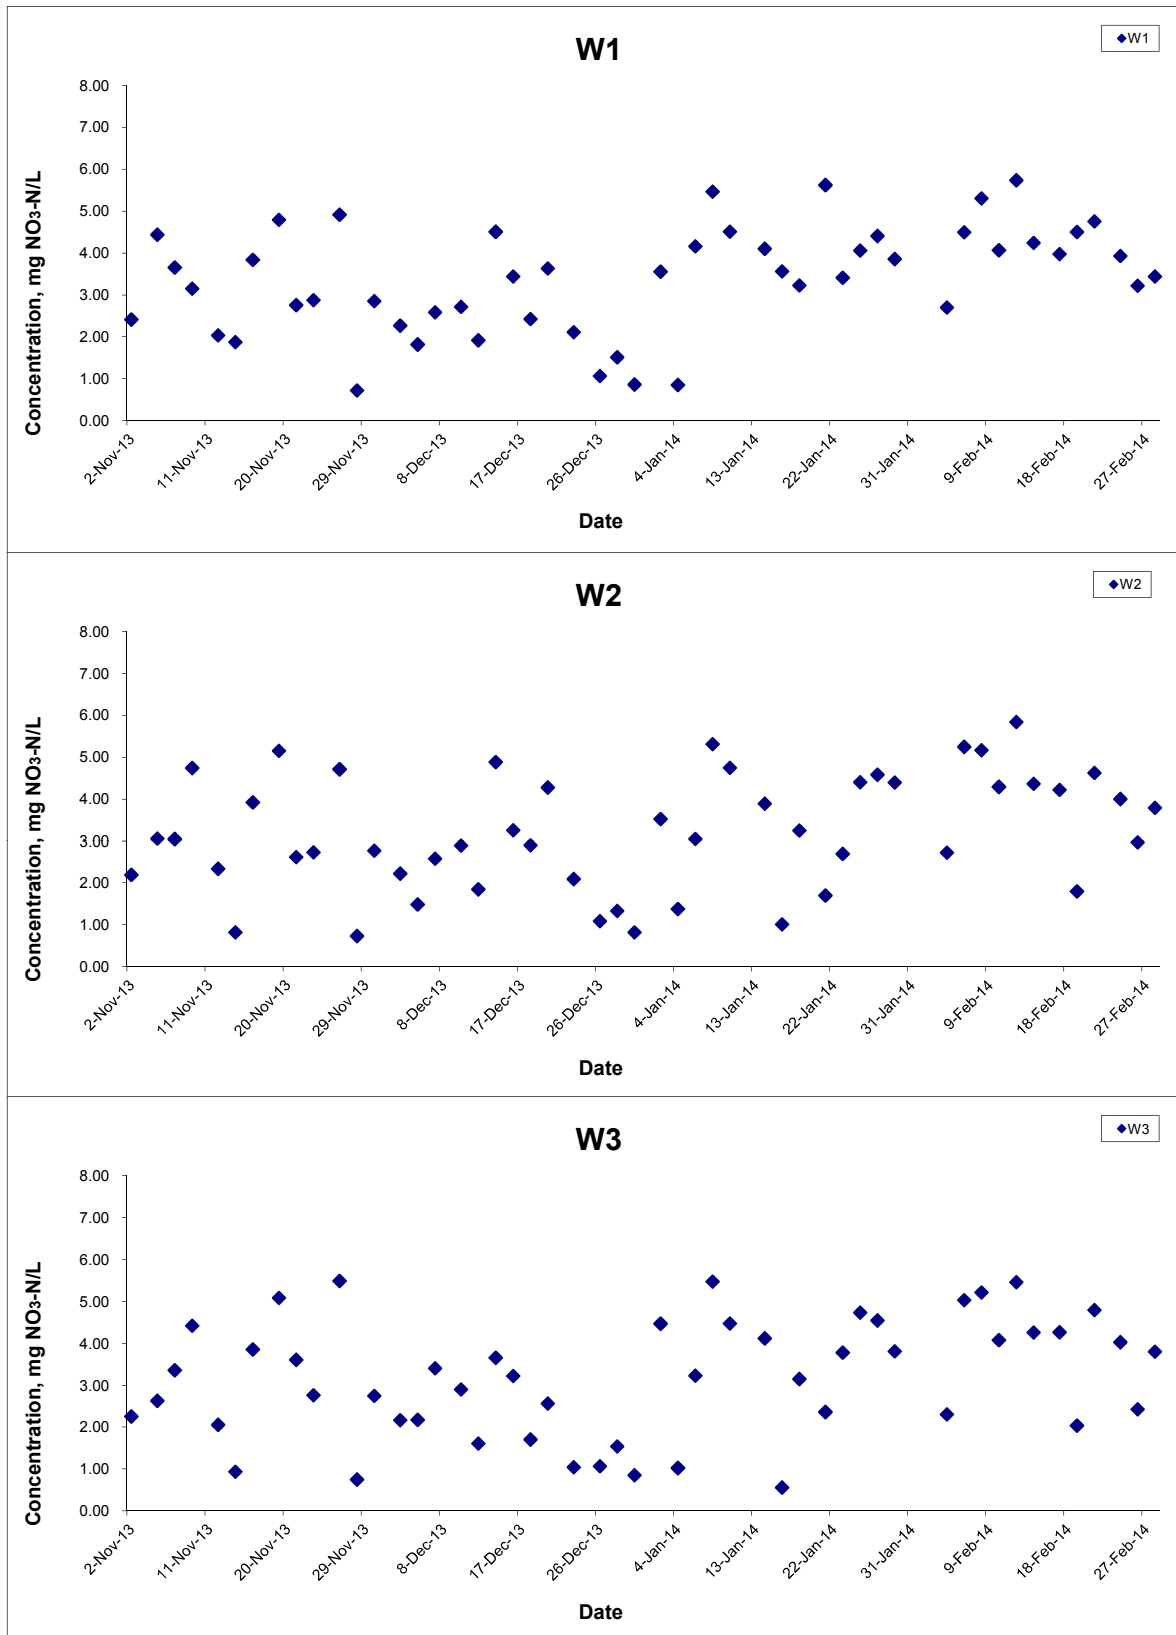 W1
W1
8.00
7.00
6.00
5.00
4.00
3.00
2.00
1.00
0.00
Concentration, mg NO3-N/L
2-Nov-13
11-Nov-13
20-Nov-13
29-Nov-13
8-Dec-13
17-Dec-13
26-Dec-13
4-Jan-14
13-Jan-14
22-Jan-14
31-Jan-14
9-Feb-14
18-Feb-14
27-Feb-14
Date
W2
W2
8.00
7.00
6.00
5.00
4.00
3.00
2.00
1.00
0.00
Concentration, mg NO3-N/L
2-Nov-13
11-Nov-13
20-Nov-13
29-Nov-13
8-Dec-13
17-Dec-13
26-Dec-13
4-Jan-14
13-Jan-14
22-Jan-14
31-Jan-14
9-Feb-14
18-Feb-14
27-Feb-14
Date
W3
W3
8.00
7.00
6.00
5.00
4.00
3.00
2.00
1.00
0.00
Concentration, mg NO3-N/L
2-Nov-13
11-Nov-13
20-Nov-13
29-Nov-13
8-Dec-13
17-Dec-13
26-Dec-13
4-Jan-14
13-Jan-14
22-Jan-14
31-Jan-14
9-Feb-14
18-Feb-14
27-Feb-14
Date